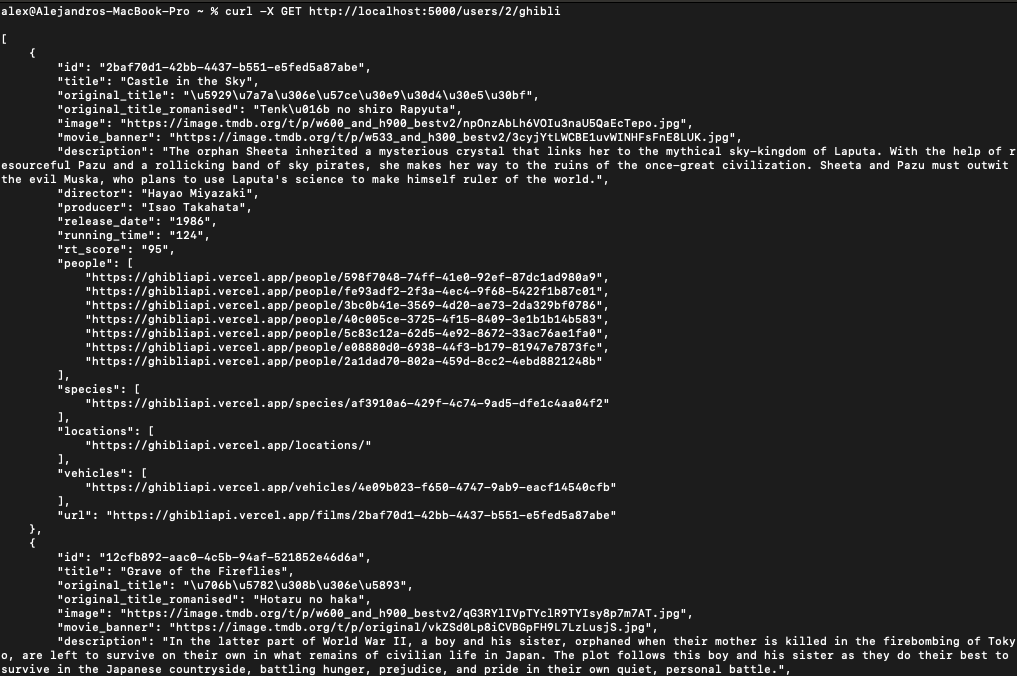 alex@Alejandros-MacBook-Pro ~ % curl -X GET http://localhost:5000/users/2/ghibli
[
    {
        "id": "2baf70d1-42bb-4437-b551-e5fed5a87abe",
        "title": "Castle in the Sky",
        "original_title": "\u5929\u7a7a\u306e\u57ce\u30e9\u30d4\u30e5\u30bf",
        "original_title_romanised": "Tenk\u016b no shiro Rapyuta",
        "image": "https://image.tmdb.org/t/p/w600_and_h900_bestv2/npOnzAbLh6VOIu3naU5QaEcTepo.jpg",
        "movie_banner": "https://image.tmdb.org/t/p/w533_and_h300_bestv2/3cyjYtLWCBE1uvWINHFsFnE8LUK.jpg",
        "description": "The orphan Sheeta inherited a mysterious crystal that links her to the mythical sky-kingdom of Laputa. With the help of r
esourceful Pazu and a rollicking band of sky pirates, she makes her way to the ruins of the once-great civilization. Sheeta and Pazu must outwit
the evil Muska, who plans to use Laputa's science to make himself ruler of the world.",
        "director": "Hayao Miyazaki",
        "producer": "Isao Takahata",
        "release_date": "1986",
        "running_time": "124",
        "rt_score": "95",
        "people": [
            "https://ghibliapi.vercel.app/people/598f7048-74ff-41e0-92ef-87dc1ad980a9",
            "https://ghibliapi.vercel.app/people/fe93adf2-2f3a-4ec4-9f68-5422f1b87c01",
            "https://ghibliapi.vercel.app/people/3bc0b41e-3569-4d20-ae73-2da329bf0786",
            "https://ghibliapi.vercel.app/people/40c005ce-3725-4f15-8409-3e1b1b14b583",
            "https://ghibliapi.vercel.app/people/5c83c12a-62d5-4e92-8672-33ac76ae1fa0",
            "https://ghibliapi.vercel.app/people/e08880d0-6938-44f3-b179-81947e7873fc",
            "https://ghibliapi.vercel.app/people/2a1dad70-802a-459d-8cc2-4ebd8821248b"
        ],
        "species": [
            "https://ghibliapi.vercel.app/species/af3910a6-429f-4c74-9ad5-dfe1c4aa04f2"
        ],
        "locations": [
            "https://ghibliapi.vercel.app/locations/"
        ],
        "vehicles": [
            "https://ghibliapi.vercel.app/vehicles/4e09b023-f650-4747-9ab9-eacf14540cfb"
        ],
        "url": "https://ghibliapi.vercel.app/films/2baf70d1-42bb-4437-b551-e5fed5a87abe"
    },
    {
        "id": "12cfb892-aac0-4c5b-94af-521852e46d6a",
        "title": "Grave of the Fireflies",
        "original_title": "\u706b\u5782\u308b\u306e\u5893",
        "original_title_romanised": "Hotaru no haka",
        "image": "https://image.tmdb.org/t/p/w600_and_h900_bestv2/qG3RYlIVpTYclR9TYIsy8p7m7AT.jpg",
        "movie_banner": "https://image.tmdb.org/t/p/original/vkZSd0Lp8iCVBGpFH9L7LzLusjS.jpg",
        "description": "In the latter part of World War II, a boy and his sister, orphaned when their mother is killed in the firebombing of Toky
o, are left to survive on their own in what remains of civilian life in Japan. The plot follows this boy and his sister as they do their best to
survive in the Japanese countryside, battling hunger, prejudice, and pride in their own quiet, personal battle.",